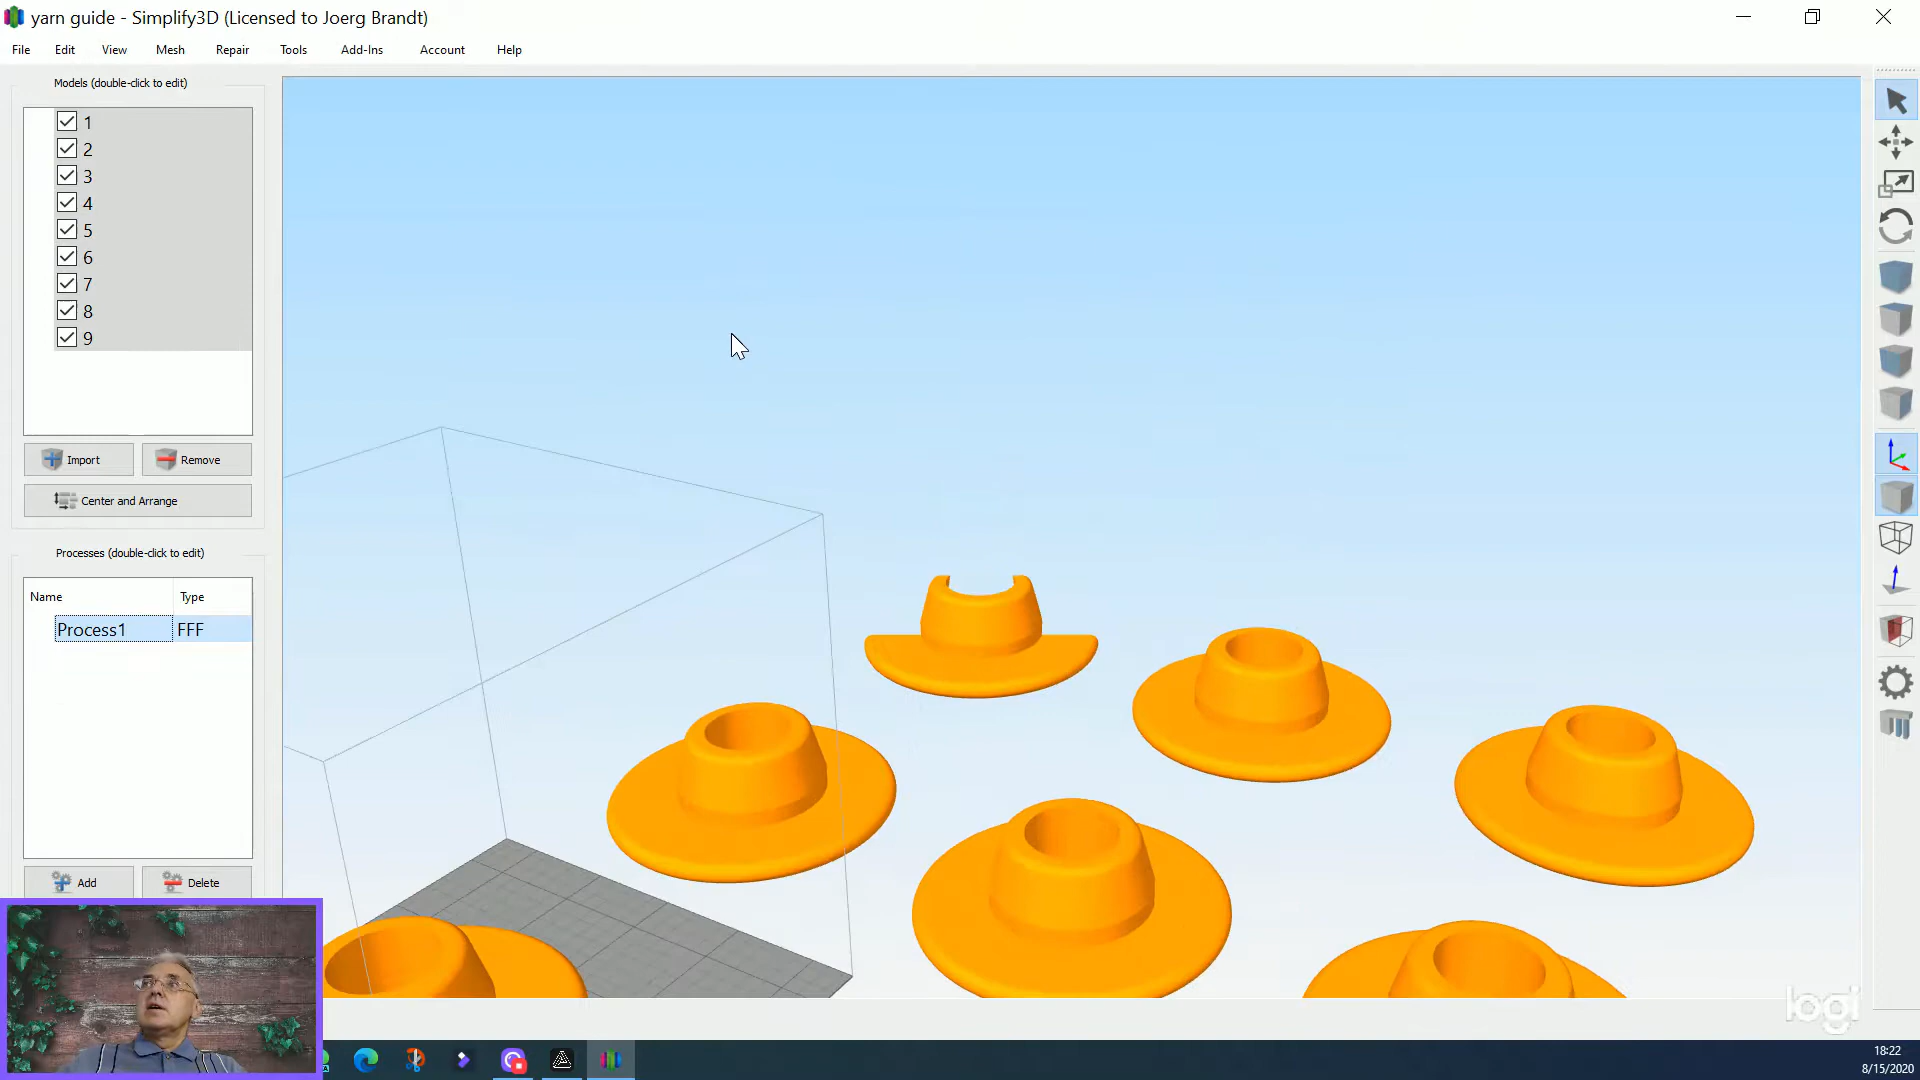 yarn guide - Simplify3D (Licensed to Joerg Brandt)
File Edit View Mesh Repair Tools Add-Ins Account Help
Models (double-click to edit)
1
2
3
4
5
6
7
8
9
Import Remove
Center and Arrange
Processes (double-click to edit)
Name Type
Process1 FFF
Add Delete
logi
18:22
8/15/2020